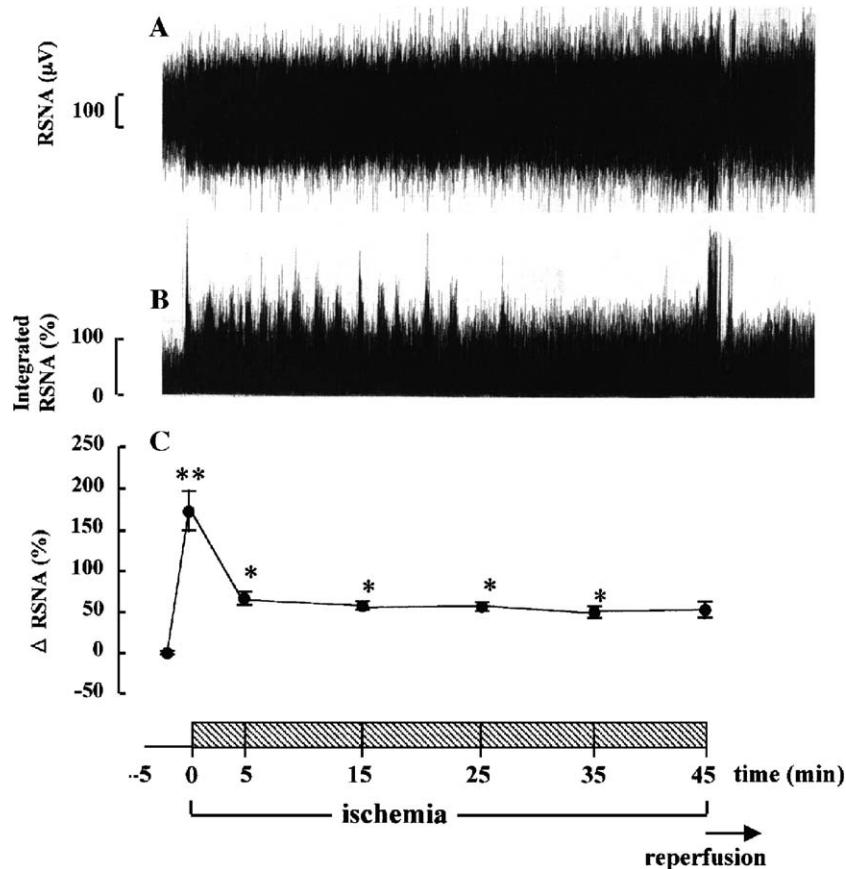 A
RSNA (μV)
100
B
Integrated
RSNA (%)
100
0
C
Δ RSNA (%)
250
200
150
100
50
0
-50
**
*
*
*
*
--5 0 5 15 25 35 45 time (min)
ischemia
reperfusion